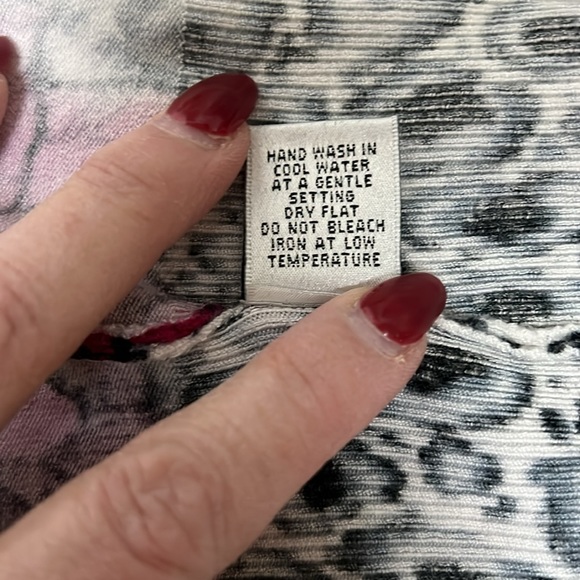 HAND WASH IN
COOL WATER
AT A GENTLE
SETTING
DRY FLAT
DO NOT BLEACH
IRON AT LOW
TEMPERATURE